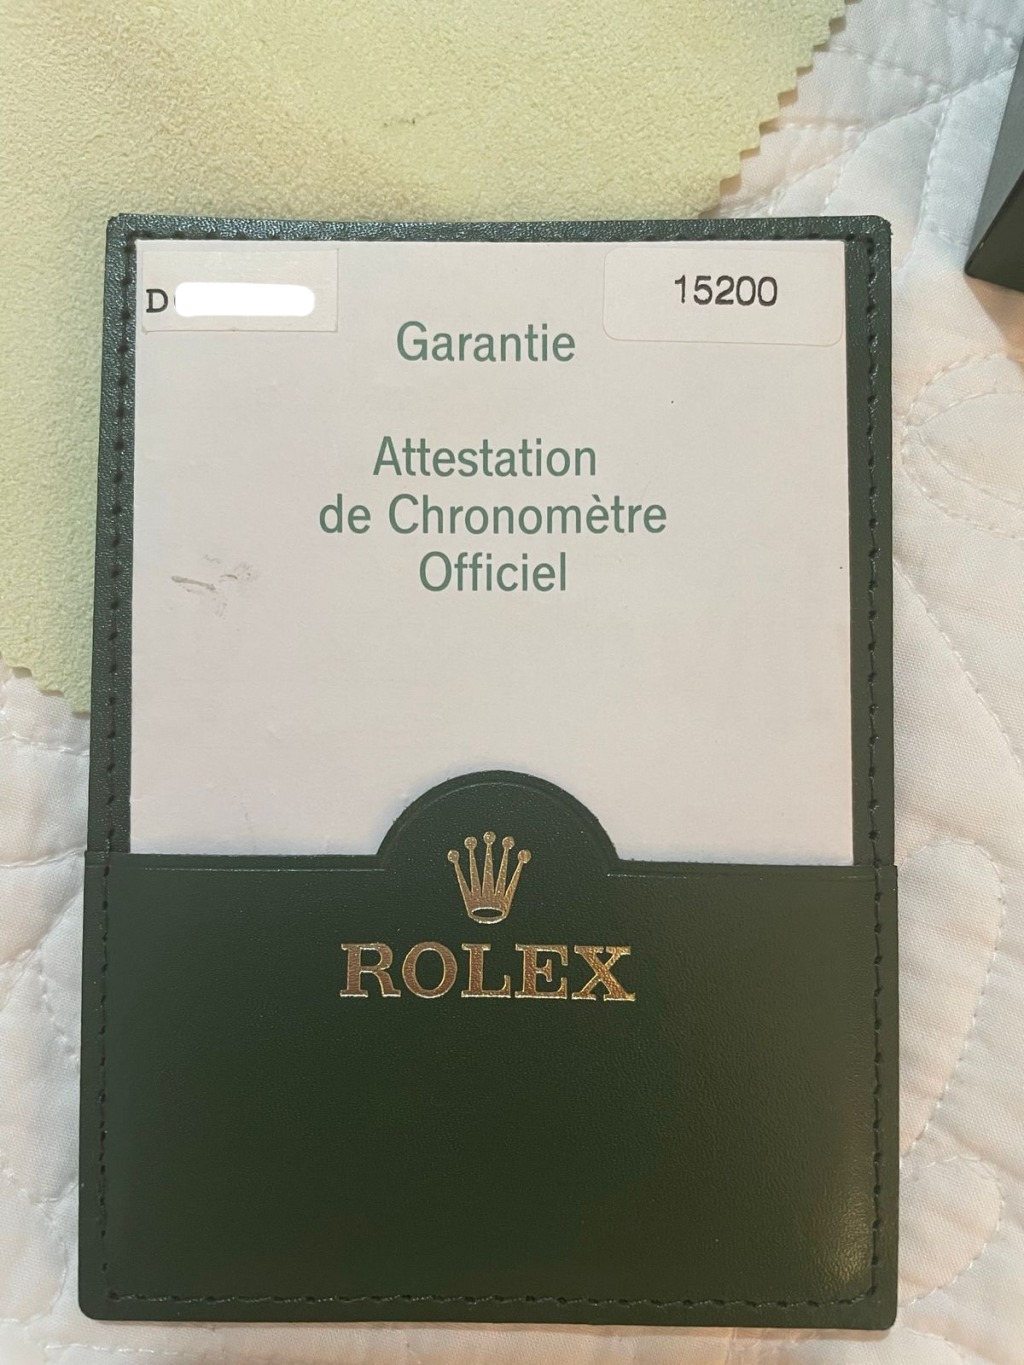 D
15200
Garantie
Attestation
de Chronomètre
Officiel
ROLEX